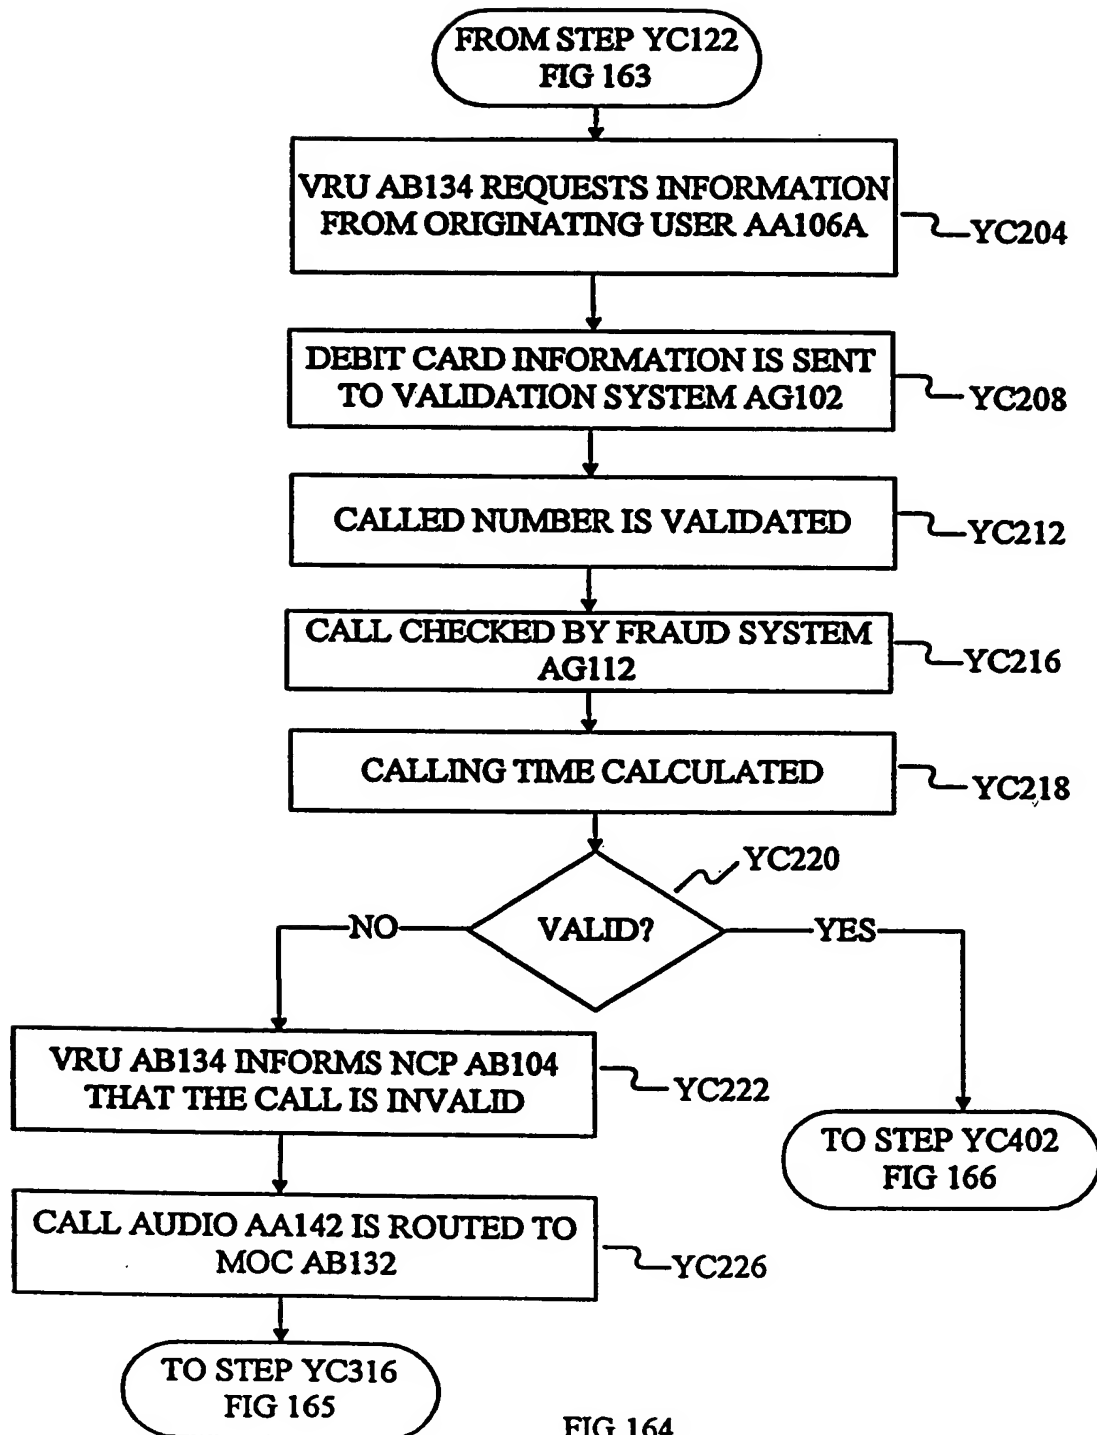 FROM STEP YC122
FIG 163
VRU AB134 REQUESTS INFORMATION
FROM ORIGINATING USER AA106A
YC204
DEBIT CARD INFORMATION IS SENT
TO VALIDATION SYSTEM AG102
YC208
CALLED NUMBER IS VALIDATED
YC212
CALL CHECKED BY FRAUD SYSTEM
AG112
YC216
CALLING TIME CALCULATED
YC218
YC220
NO
VALID?
YES
VRU AB134 INFORMS NCP AB104
THAT THE CALL IS INVALID
YC222
TO STEP YC402
FIG 166
CALL AUDIO AA142 IS ROUTED TO
MOC AB132
YC226
TO STEP YC316
FIG 165
FIG 164